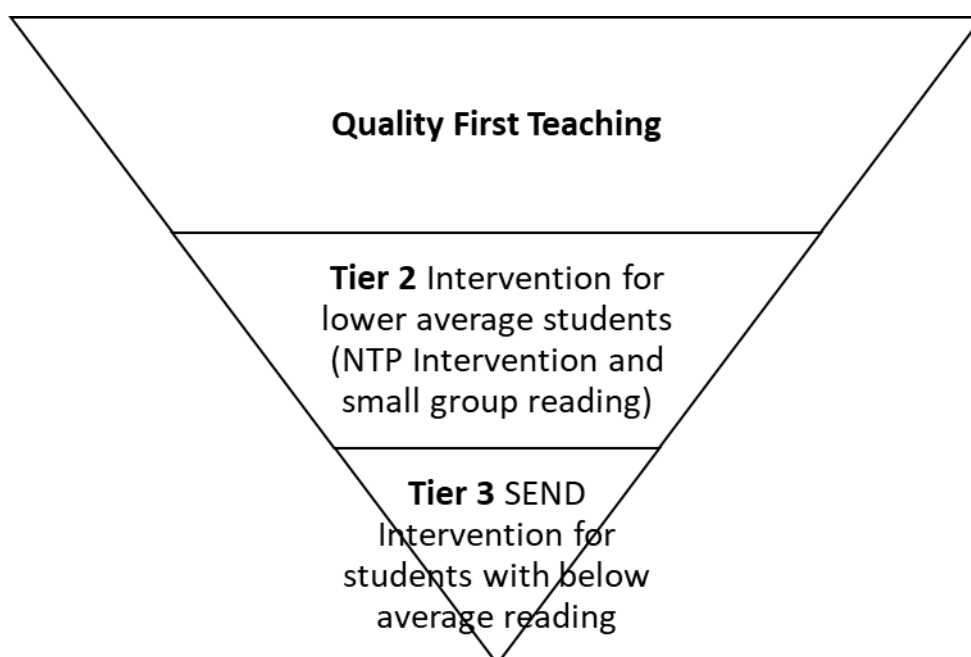 Quality First Teaching
Tier 2 Intervention for
lower average students
(NTP Intervention and
small group reading)
Tier 3 SEND
Intervention for
students with below
average reading